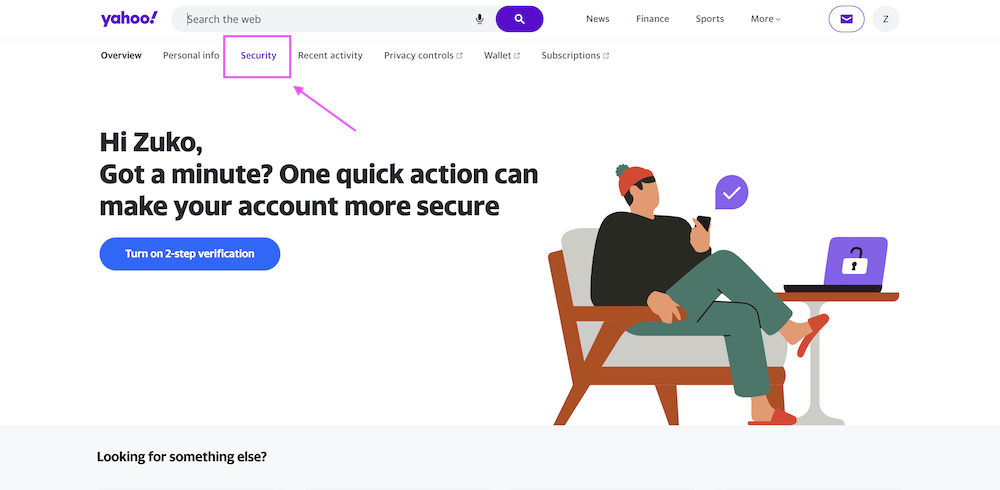 yahoo! Search the web News Finance Sports More Z
Overview Personal info Security Recent activity Privacy controls Wallet Subscriptions
Hi Zuko,
Got a minute? One quick action can
make your account more secure
Turn on 2-step verification
Looking for something else?